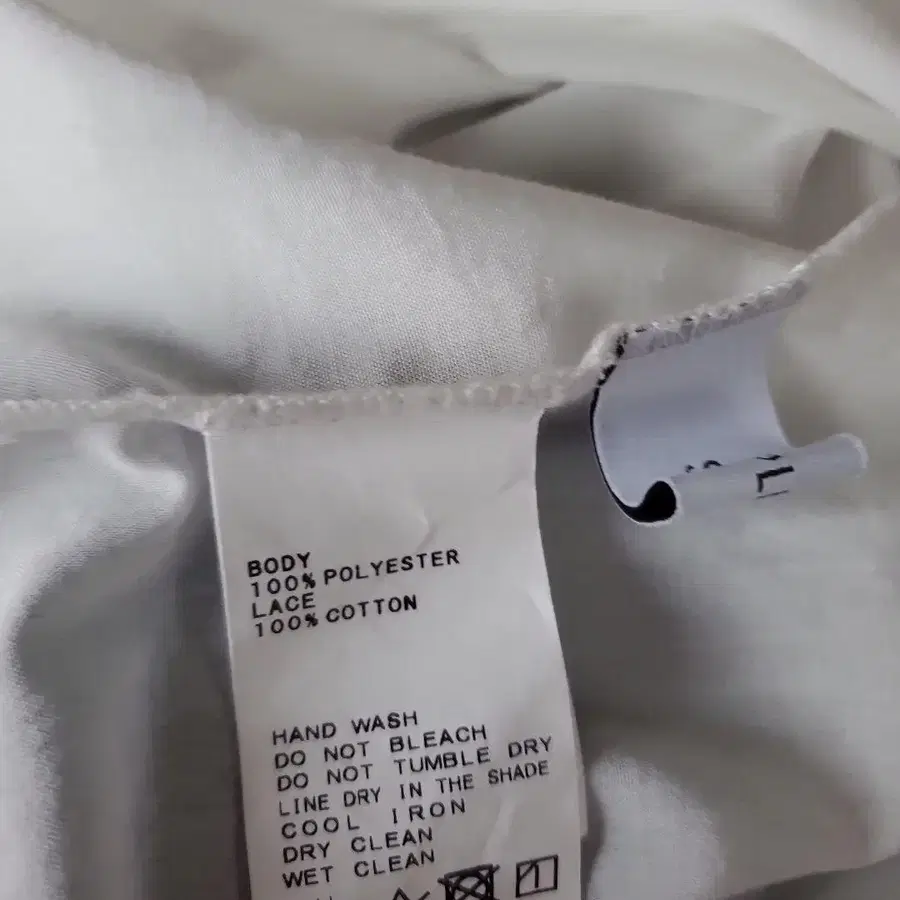 BODY
100% POLYESTER
LACE
100% COTTON
HAND WASH
DO NOT BLEACH
DO NOT TUMBLE DRY
LINE DRY IN THE SHADE
COOL IRON
DRY CLEAN
WET CLEAN